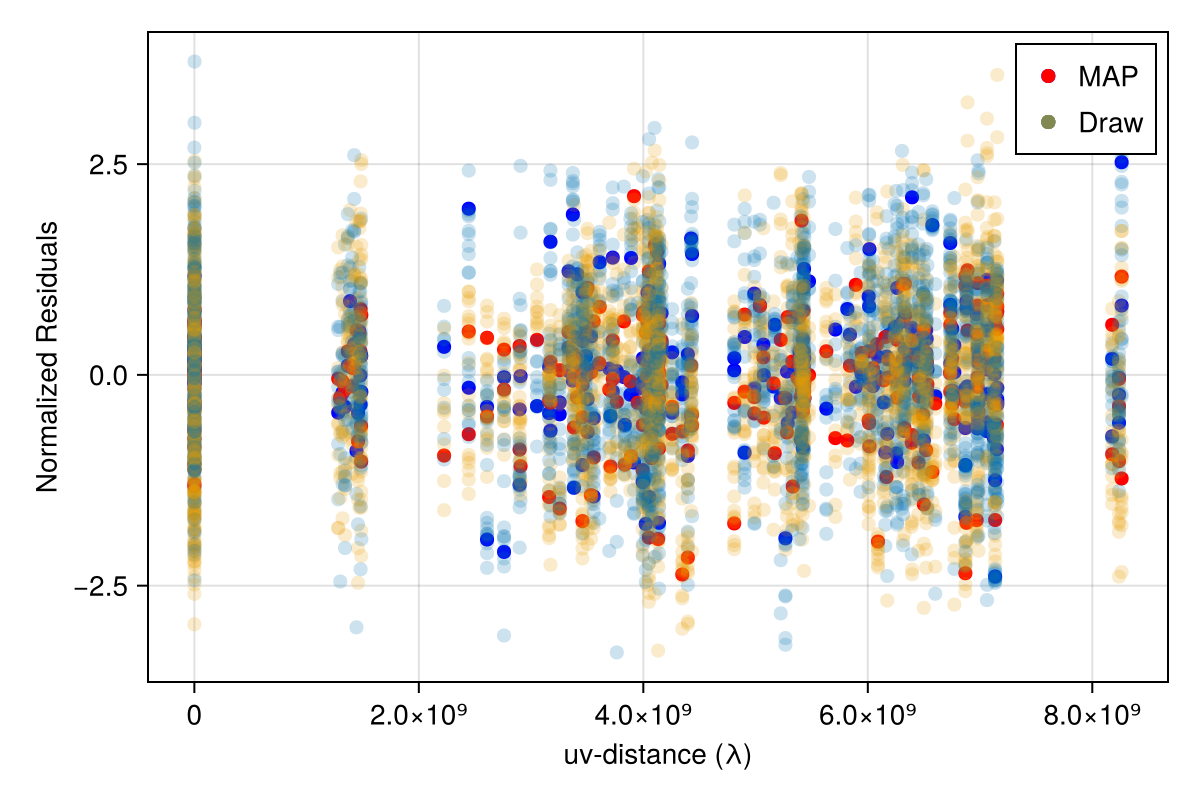 MAP
Draw
2.5
0.0
−2.5
Normalized Residuals
0
2.0×10⁹
4.0×10⁹
6.0×10⁹
8.0×10⁹
uv-distance (λ)